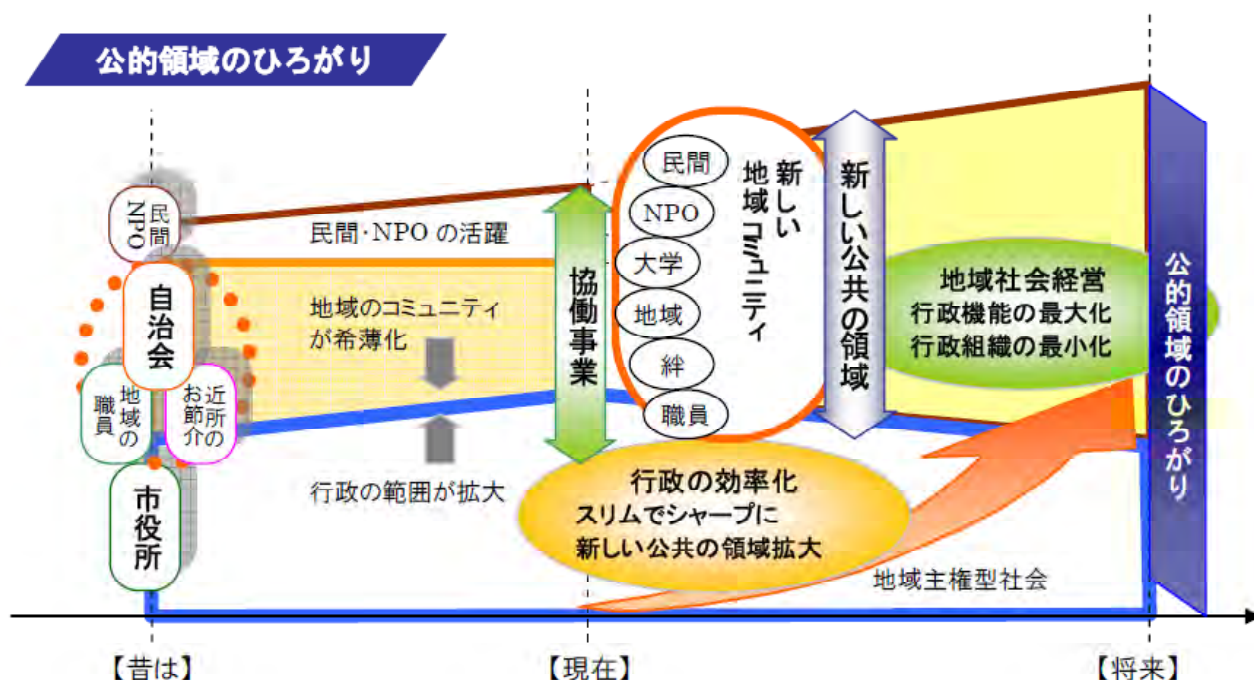 公的領域のひろがり
民間
NPO
自治会
地域の
職員
近所の
お節介
市役所
民間・NPOの活躍
地域のコミュニティ
が希薄化
行政の範囲が拡大
協働事業
民間
NPO
大学
地域
絆
職員
新しい
地域コミュニティ
新しい公共の領域
地域社会経営
行政機能の最大化
行政組織の最小化
行政の効率化
スリムでシャープに
新しい公共の領域拡大
地域主権型社会
公的領域のひろがり
【昔は】
【現在】
【将来】